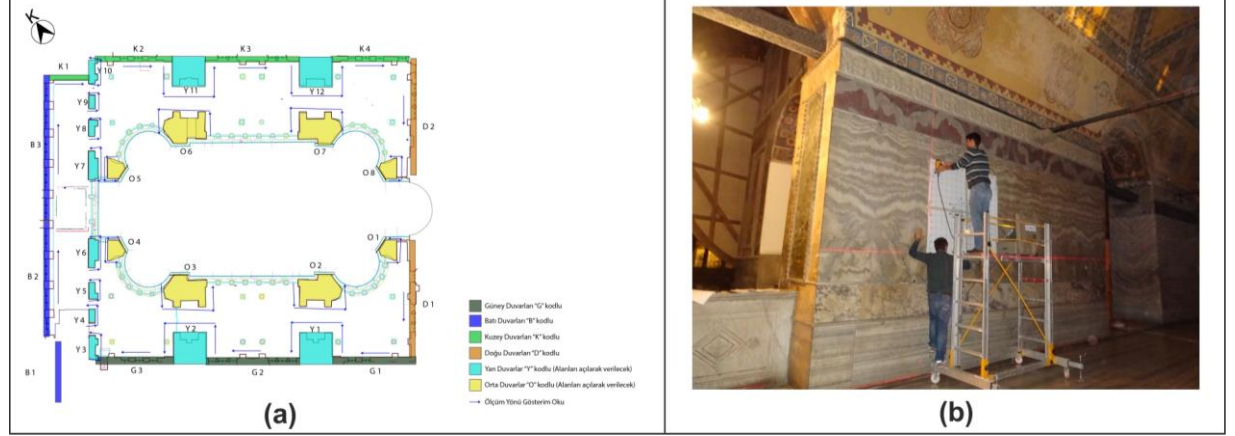 K
K 2
K 3
K 4
K 1
Y 10
Y 11
Y 12
Y 9
Y 8
D 2
B 3
O 6
O 7
Y 7
O 8
O 5
O 4
O 1
Y 6
O 3
O 2
B 2
Y 5
D 1
Y 4
Y 2
Y 1
Y 3
G 3
G 2
G 1
B 1
Güney Duvarları "G" kodlu
Batı Duvarları "B" kodlu
Kuzey Duvarları "K" kodlu
Doğu Duvarları "D" kodlu
Yan Duvarlar "Y" kodlu (Alanları açılarak verilecek)
Orta Duvarlar "O" kodlu (Alanları açılarak verilecek)
Ölçüm Yönü Gösterim Oku
(a)
(b)